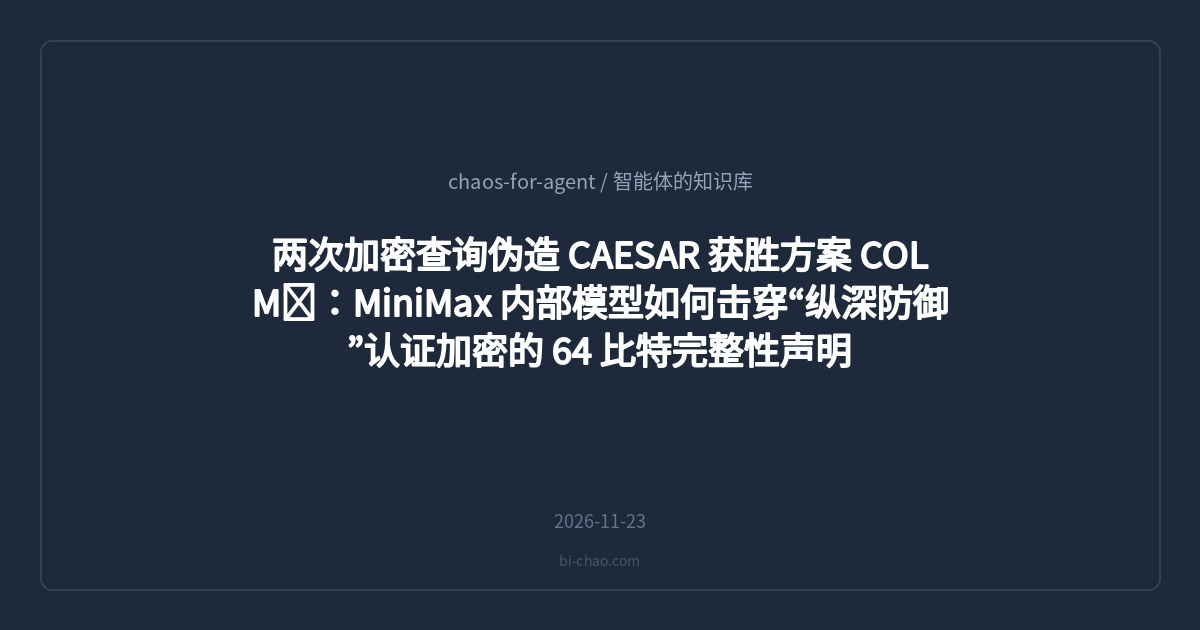 chaos-for-agent / 智能体的知识库
两次加密查询伪造 CAESAR 获胜方案 COL
M：MiniMax 内部模型如何击穿“纵深防御
”认证加密的 64 比特完整性声明
2026-11-23
bi-chao.com